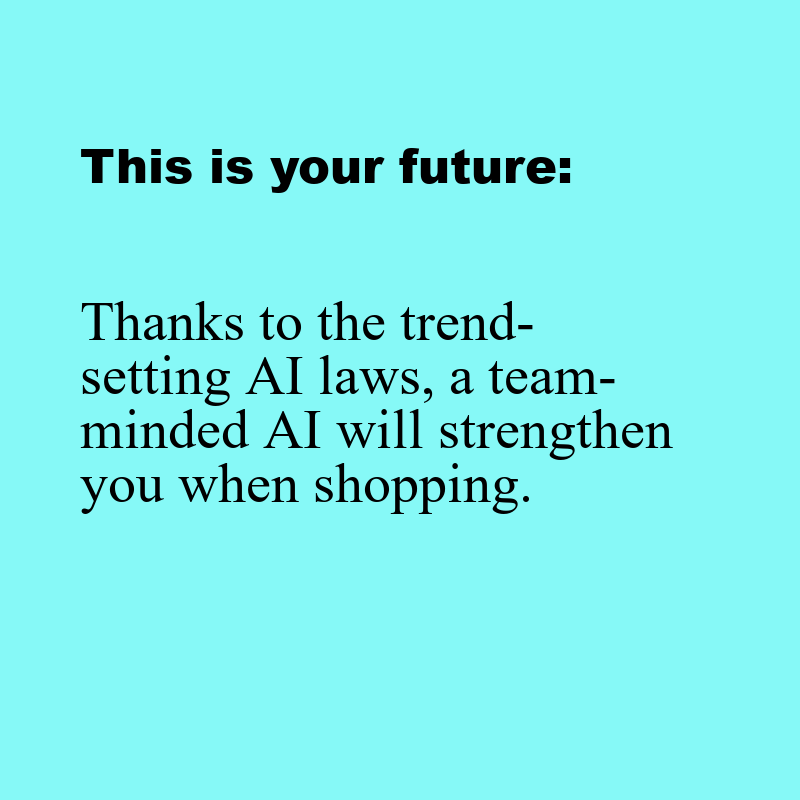 This is your future:
Thanks to the trend-
setting AI laws, a team-
minded AI will strengthen
you when shopping.